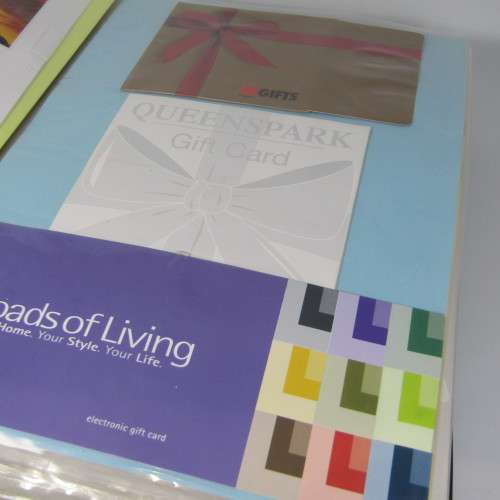 GIFTS
QUEENSPARK
Gift Card
oads of Living
Home. Your Style. Your Life.
electronic gift card